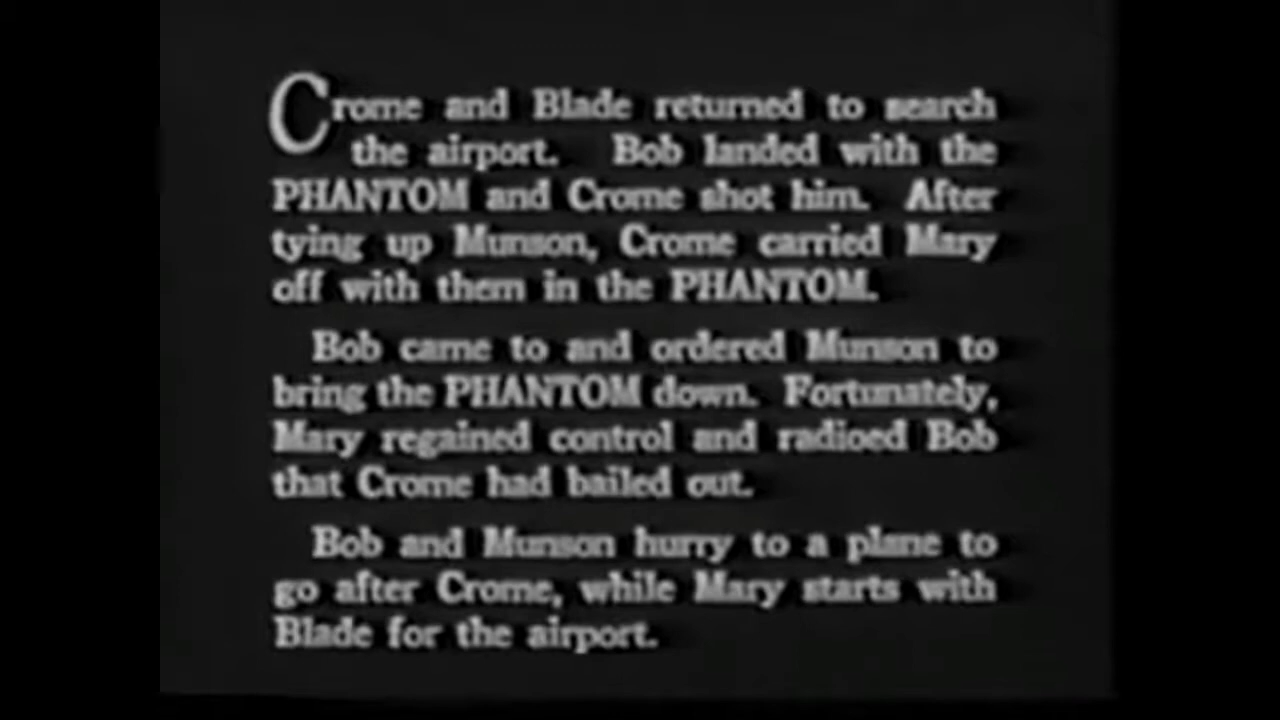 Crome and Blade returned to search
the airport. Bob landed with the
PHANTOM and Crome shot him. After
tying up Munson, Crome carried Mary
off with them in the PHANTOM.
Bob came to and ordered Munson to
bring the PHANTOM down. Fortunately,
Mary regained control and radioed Bob
that Crome had bailed out.
Bob and Munson hurry to a plane to
go after Crome, while Mary starts with
Blade for the airport.